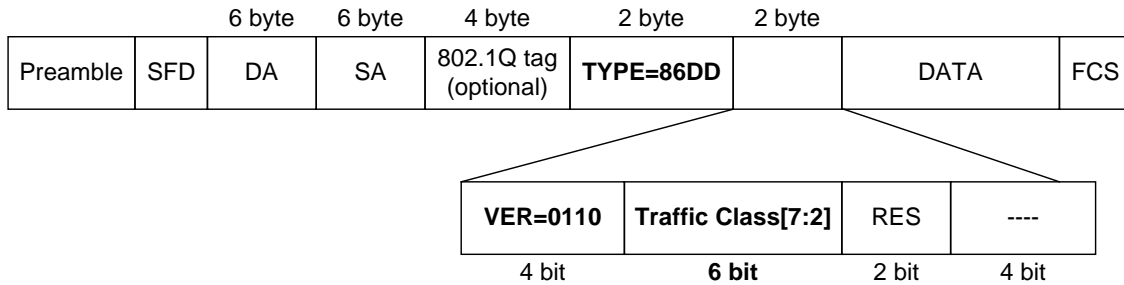 6 byte 6 byte 4 byte 2 byte 2 byte
Preamble SFD DA SA 802.1Q tag (optional) TYPE=86DD DATA FCS
VER=0110 Traffic Class[7:2] RES ----
4 bit 6 bit 2 bit 4 bit